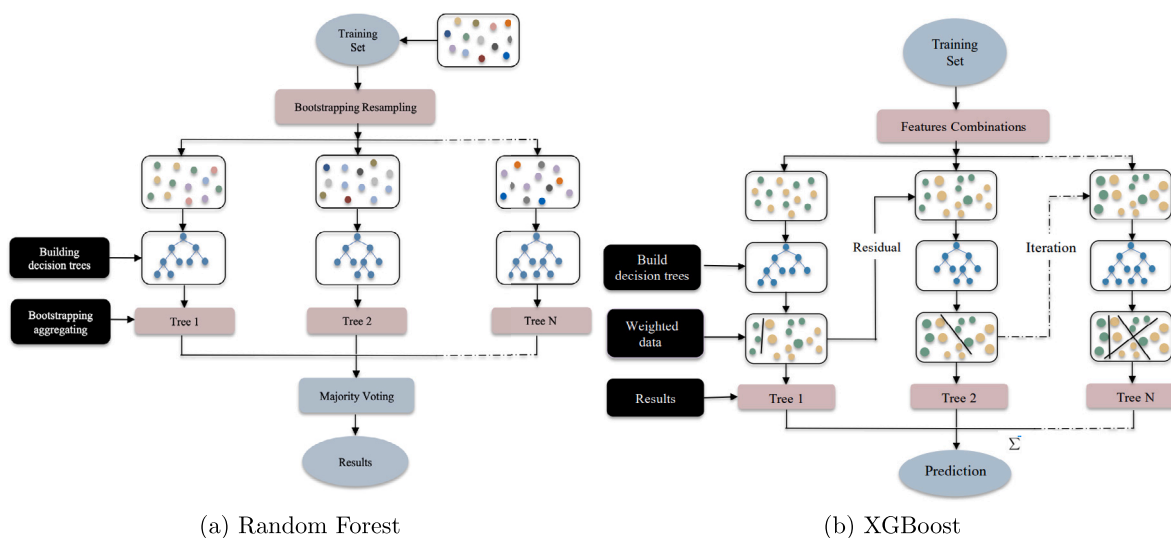 Training
Set
Bootstrapping Resampling
Building
decision trees
Bootstrapping
aggregating
Tree 1
Tree 2
Tree N
Majority Voting
Results
(a) Random Forest
Training
Set
Features Combinations
Residual
Iteration
Build
decision trees
Weighted
data
Results
Tree 1
Tree 2
Tree N
Σ
Prediction
(b) XGBoost